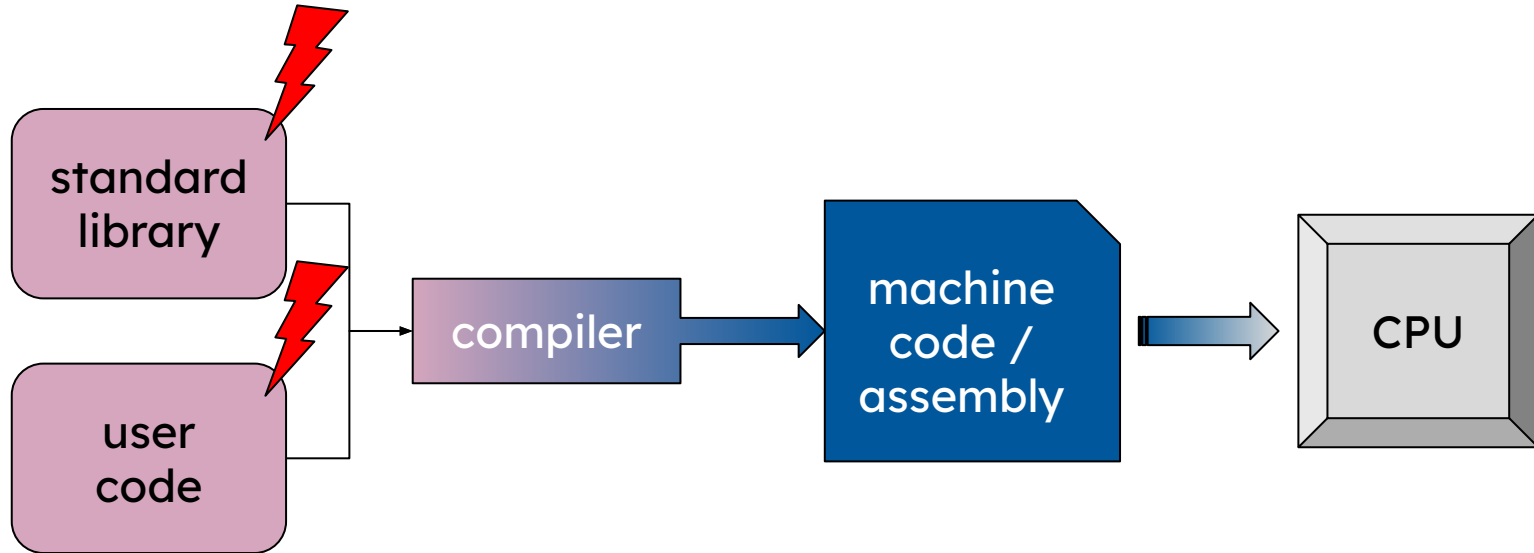 standard
library
user
code
compiler
machine
code /
assembly
CPU